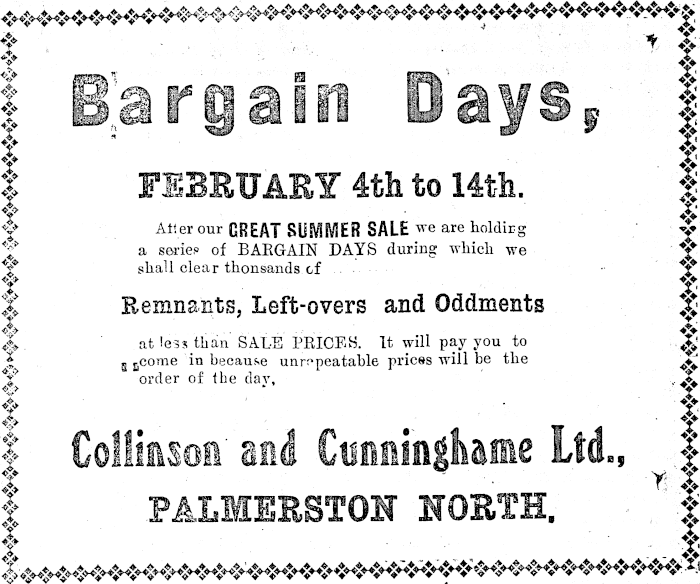 Bargain Days,
FEBRUARY 4th to 14th.
After our GREAT SUMMER SALE we are holding
a series of BARGAIN DAYS during which we
shall clear thonsands of
Remnants, Left-overs and Oddments
at less than SALE PRICES. It will pay you to
come in because unrepeatable prices will be the
order of the day,
Collinson and Cunninghame Ltd.,
PALMERSTON NORTH.